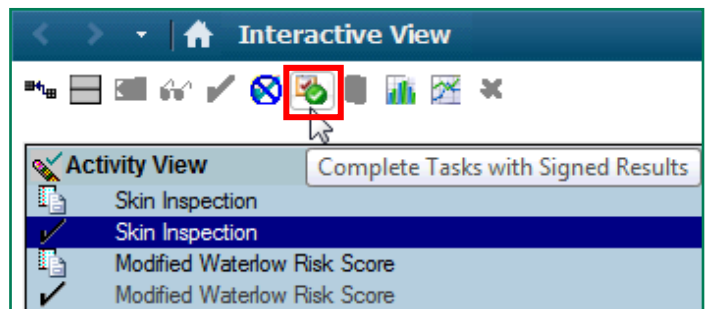 Interactive View
Activity View
Complete Tasks with Signed Results
Skin Inspection
Skin Inspection
Modified Waterlow Risk Score
Modified Waterlow Risk Score